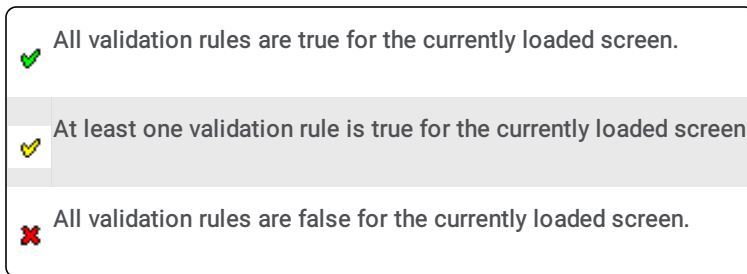 All validation rules are true for the currently loaded screen.
At least one validation rule is true for the currently loaded screen
All validation rules are false for the currently loaded screen.